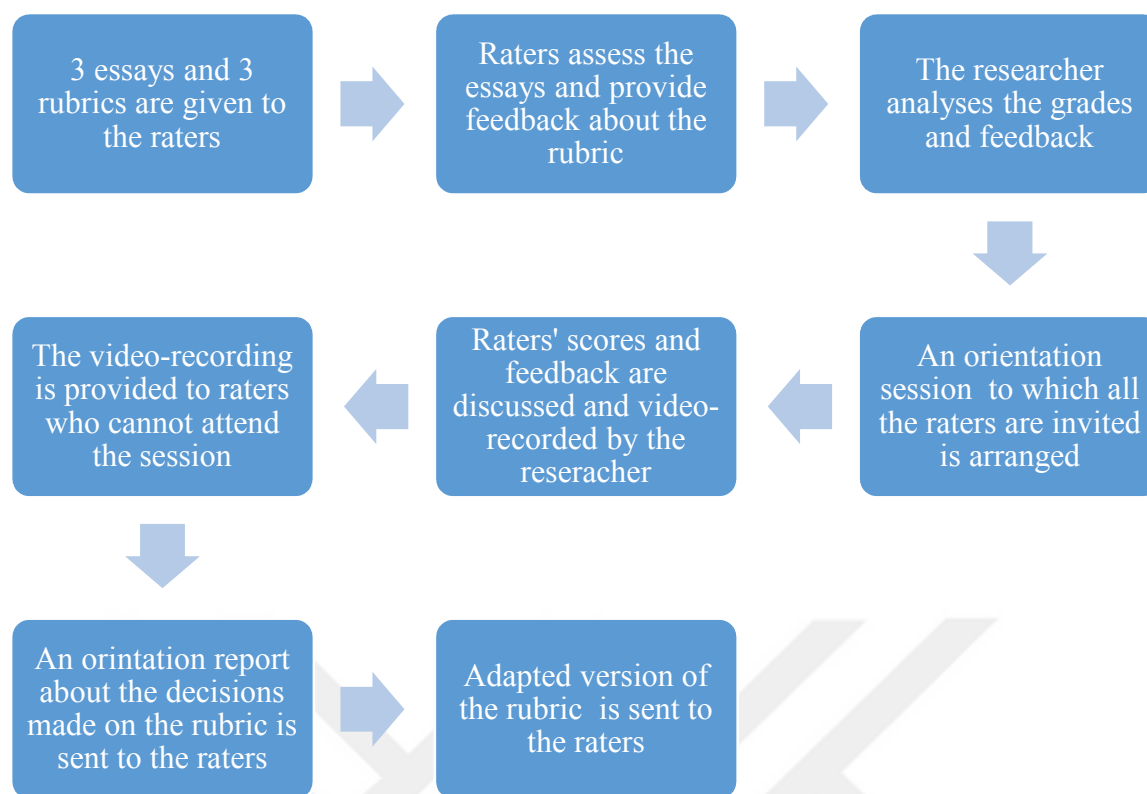 3 essays and 3
rubrics are given to
the raters
Raters assess the
essays and provide
feedback about the
rubric
The researcher
analyses the grades
and feedback
An orientation
session to which all
the raters are invited
is arranged
Raters' scores and
feedback are
discussed and video-
recorded by the
reseracher
The video-recording
is provided to raters
who cannot attend
the session
An orintation report
about the decisions
made on the rubric is
sent to the raters
Adapted version of
the rubric is sent to
the raters